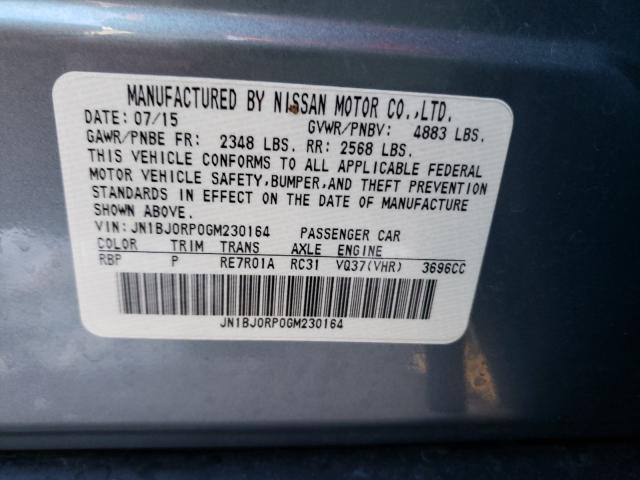 MANUFACTURED BY NISSAN MOTOR CO.,LTD.
DATE: 07/15 GVWR/PNBV: 4883 LBS.
GAWR/PNBE FR: 2348 LBS. RR: 2568 LBS.
THIS VEHICLE CONFORMS TO ALL APPLICABLE FEDERAL
MOTOR VEHICLE SAFETY,BUMPER,AND THEFT PREVENTION
STANDARDS IN EFFECT ON THE DATE OF MANUFACTURE
SHOWN ABOVE.
VIN: JN1BJ0RP0GM230164 PASSENGER CAR
COLOR TRIM TRANS AXLE ENGINE
RBP P RE7R01A RC31 VQ37(VHR) 3696CC
JN1BJ0RP0GM230164